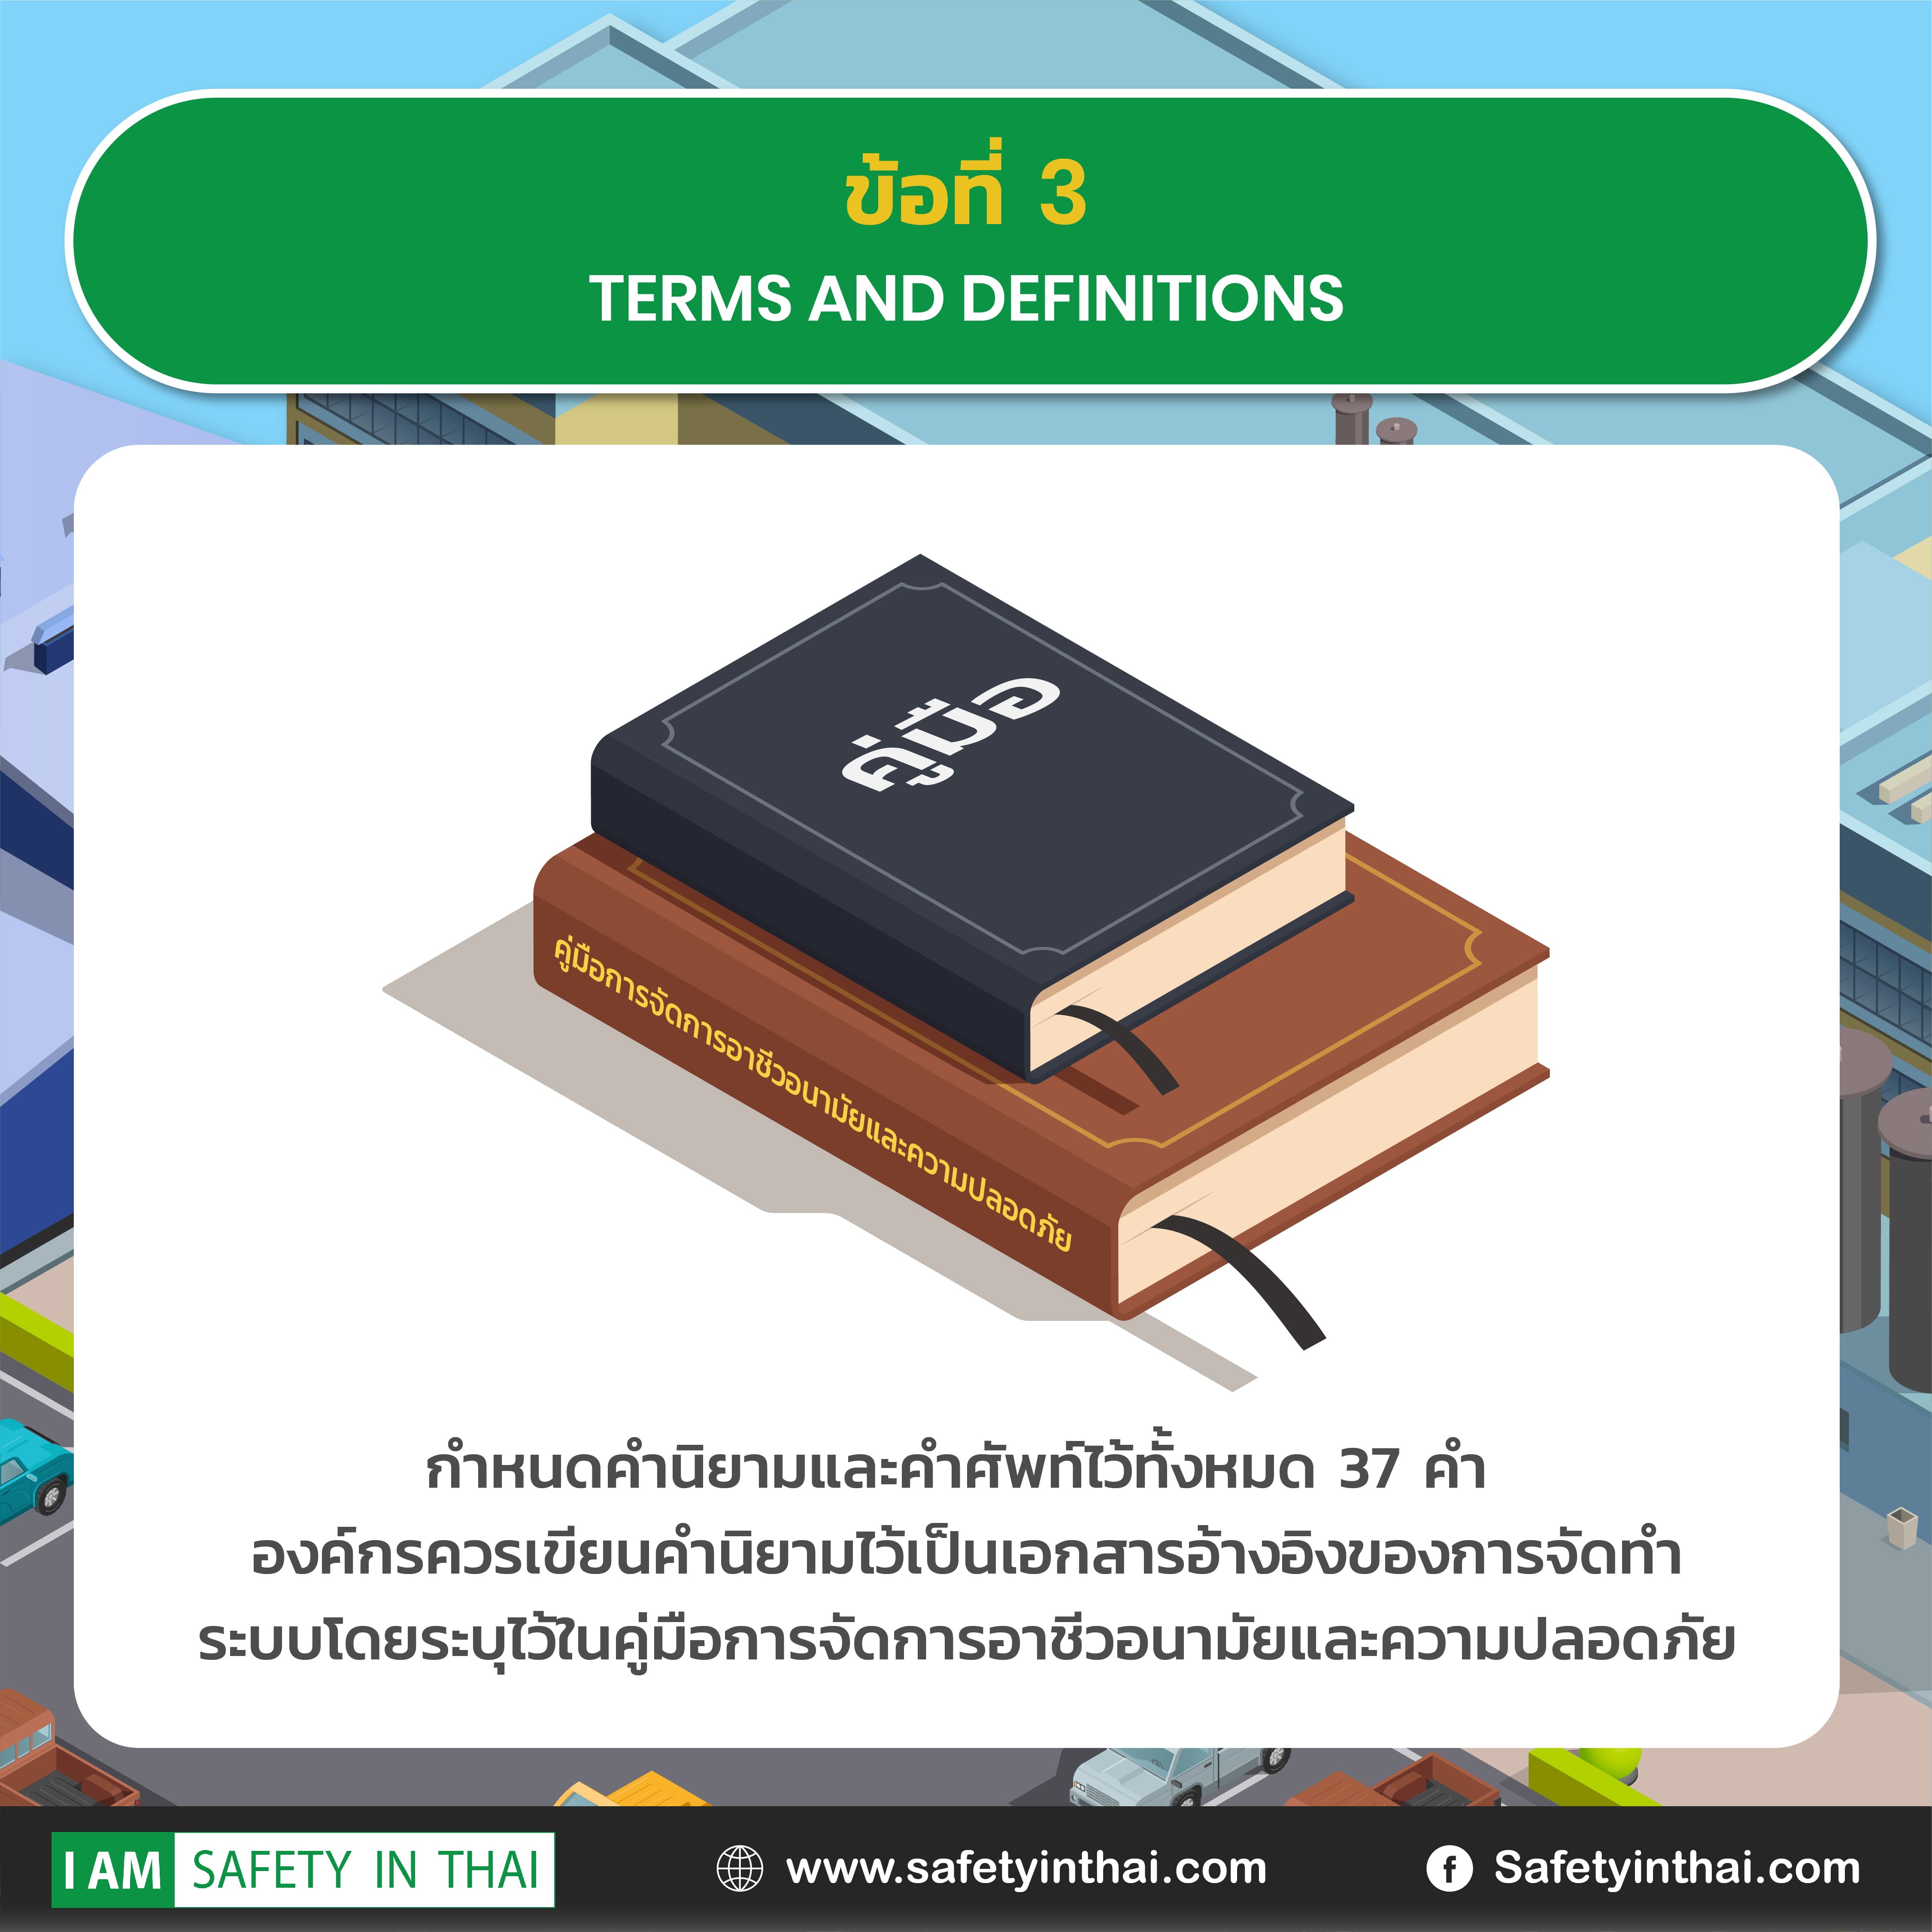 ข้อที่ 3
TERMS AND DEFINITIONS
คู่มือ
คู่มือการจัดการอาชีวอนามัยและความปลอดภัย
กำหนดคำนิยามและคำศัพท์ไว้ทั้งหมด 37 คำ
องค์กรควรเขียนคำนิยามไว้เป็นเอกสารอ้างอิงของการจัดทำ
ระบบโดยระบุไว้ในคู่มือการจัดการอาชีวอนามัยและความปลอดภัย
I AM SAFETY IN THAI
www.safetyinthai.com
Safetyinthai.com